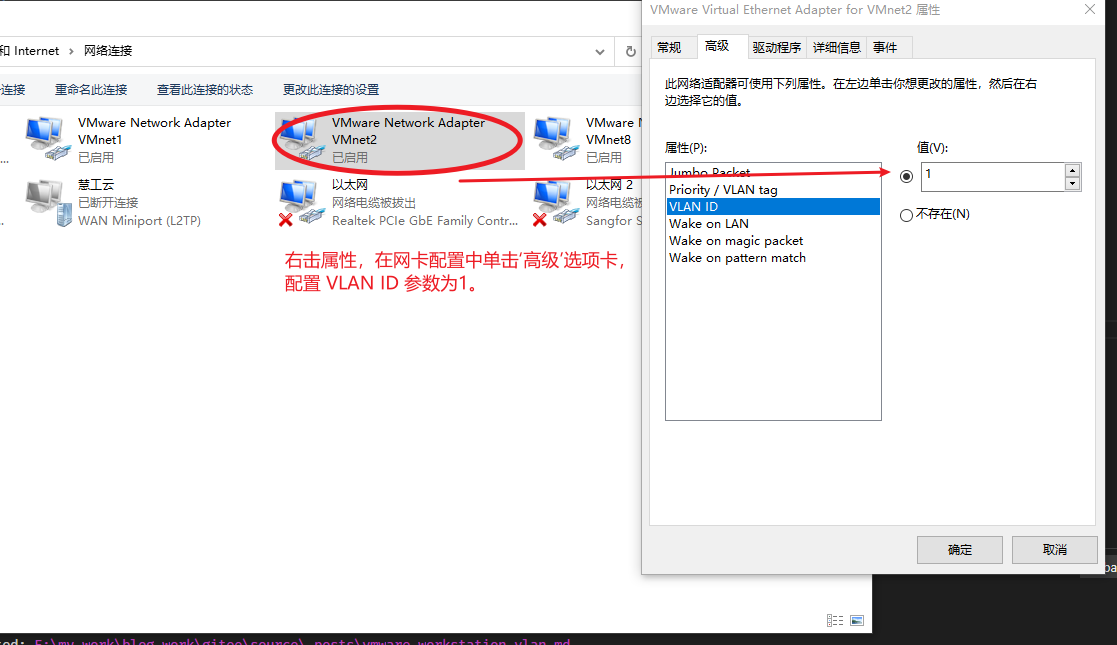 VMware Virtual Ethernet Adapter for VMnet2 属性
和 Internet > 网络连接
连接
重命名此连接
查看此连接的状态
更改此连接的设置
VMware Network Adapter
VMnet1
已启用
VMware Network Adapter
VMnet2
已启用
VMware
VMnet8
已启用
慧工云
已断开连接
WAN Miniport (L2TP)
以太网
网络电缆被拔出
Realtek PCIe GbE Family Contr...
以太网 2
网络电缆被
Sangfor
右击属性，在网卡配置中单击‘高级’选项卡，
配置 VLAN ID 参数为1。
常规
高级
驱动程序
详细信息
事件
此网络适配器可使用下列属性。在左边单击你想更改的属性，然后在右
边选择它的值。
属性(P):
值(V):
Jumbo Packet
Priority / VLAN tag
VLAN ID
Wake on LAN
Wake on magic packet
Wake on pattern match
1
不存在(N)
确定
取消
E:\my_work\blog_work\gitee\source\_posts\vmware-workstation-vlan.md